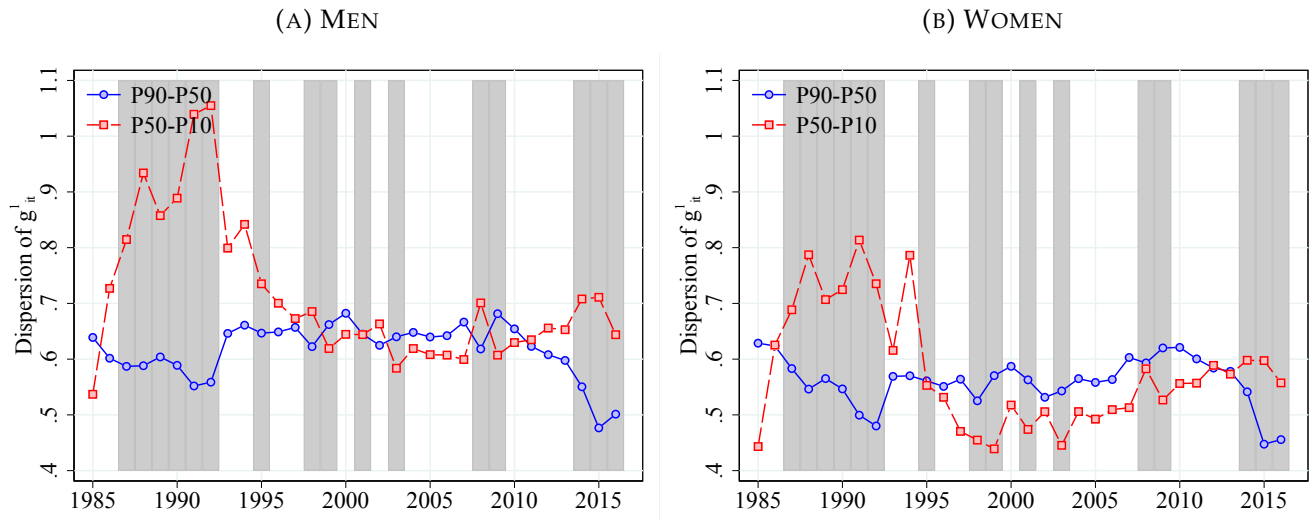 (A) MEN
Dispersion of g¹ᵢₜ
1.1
1
.9
.8
.7
.6
.5
.4
P90-P50
P50-P10
1985 1990 1995 2000 2005 2010 2015
(B) WOMEN
Dispersion of g¹ᵢₜ
1.1
1
.9
.8
.7
.6
.5
.4
P90-P50
P50-P10
1985 1990 1995 2000 2005 2010 2015